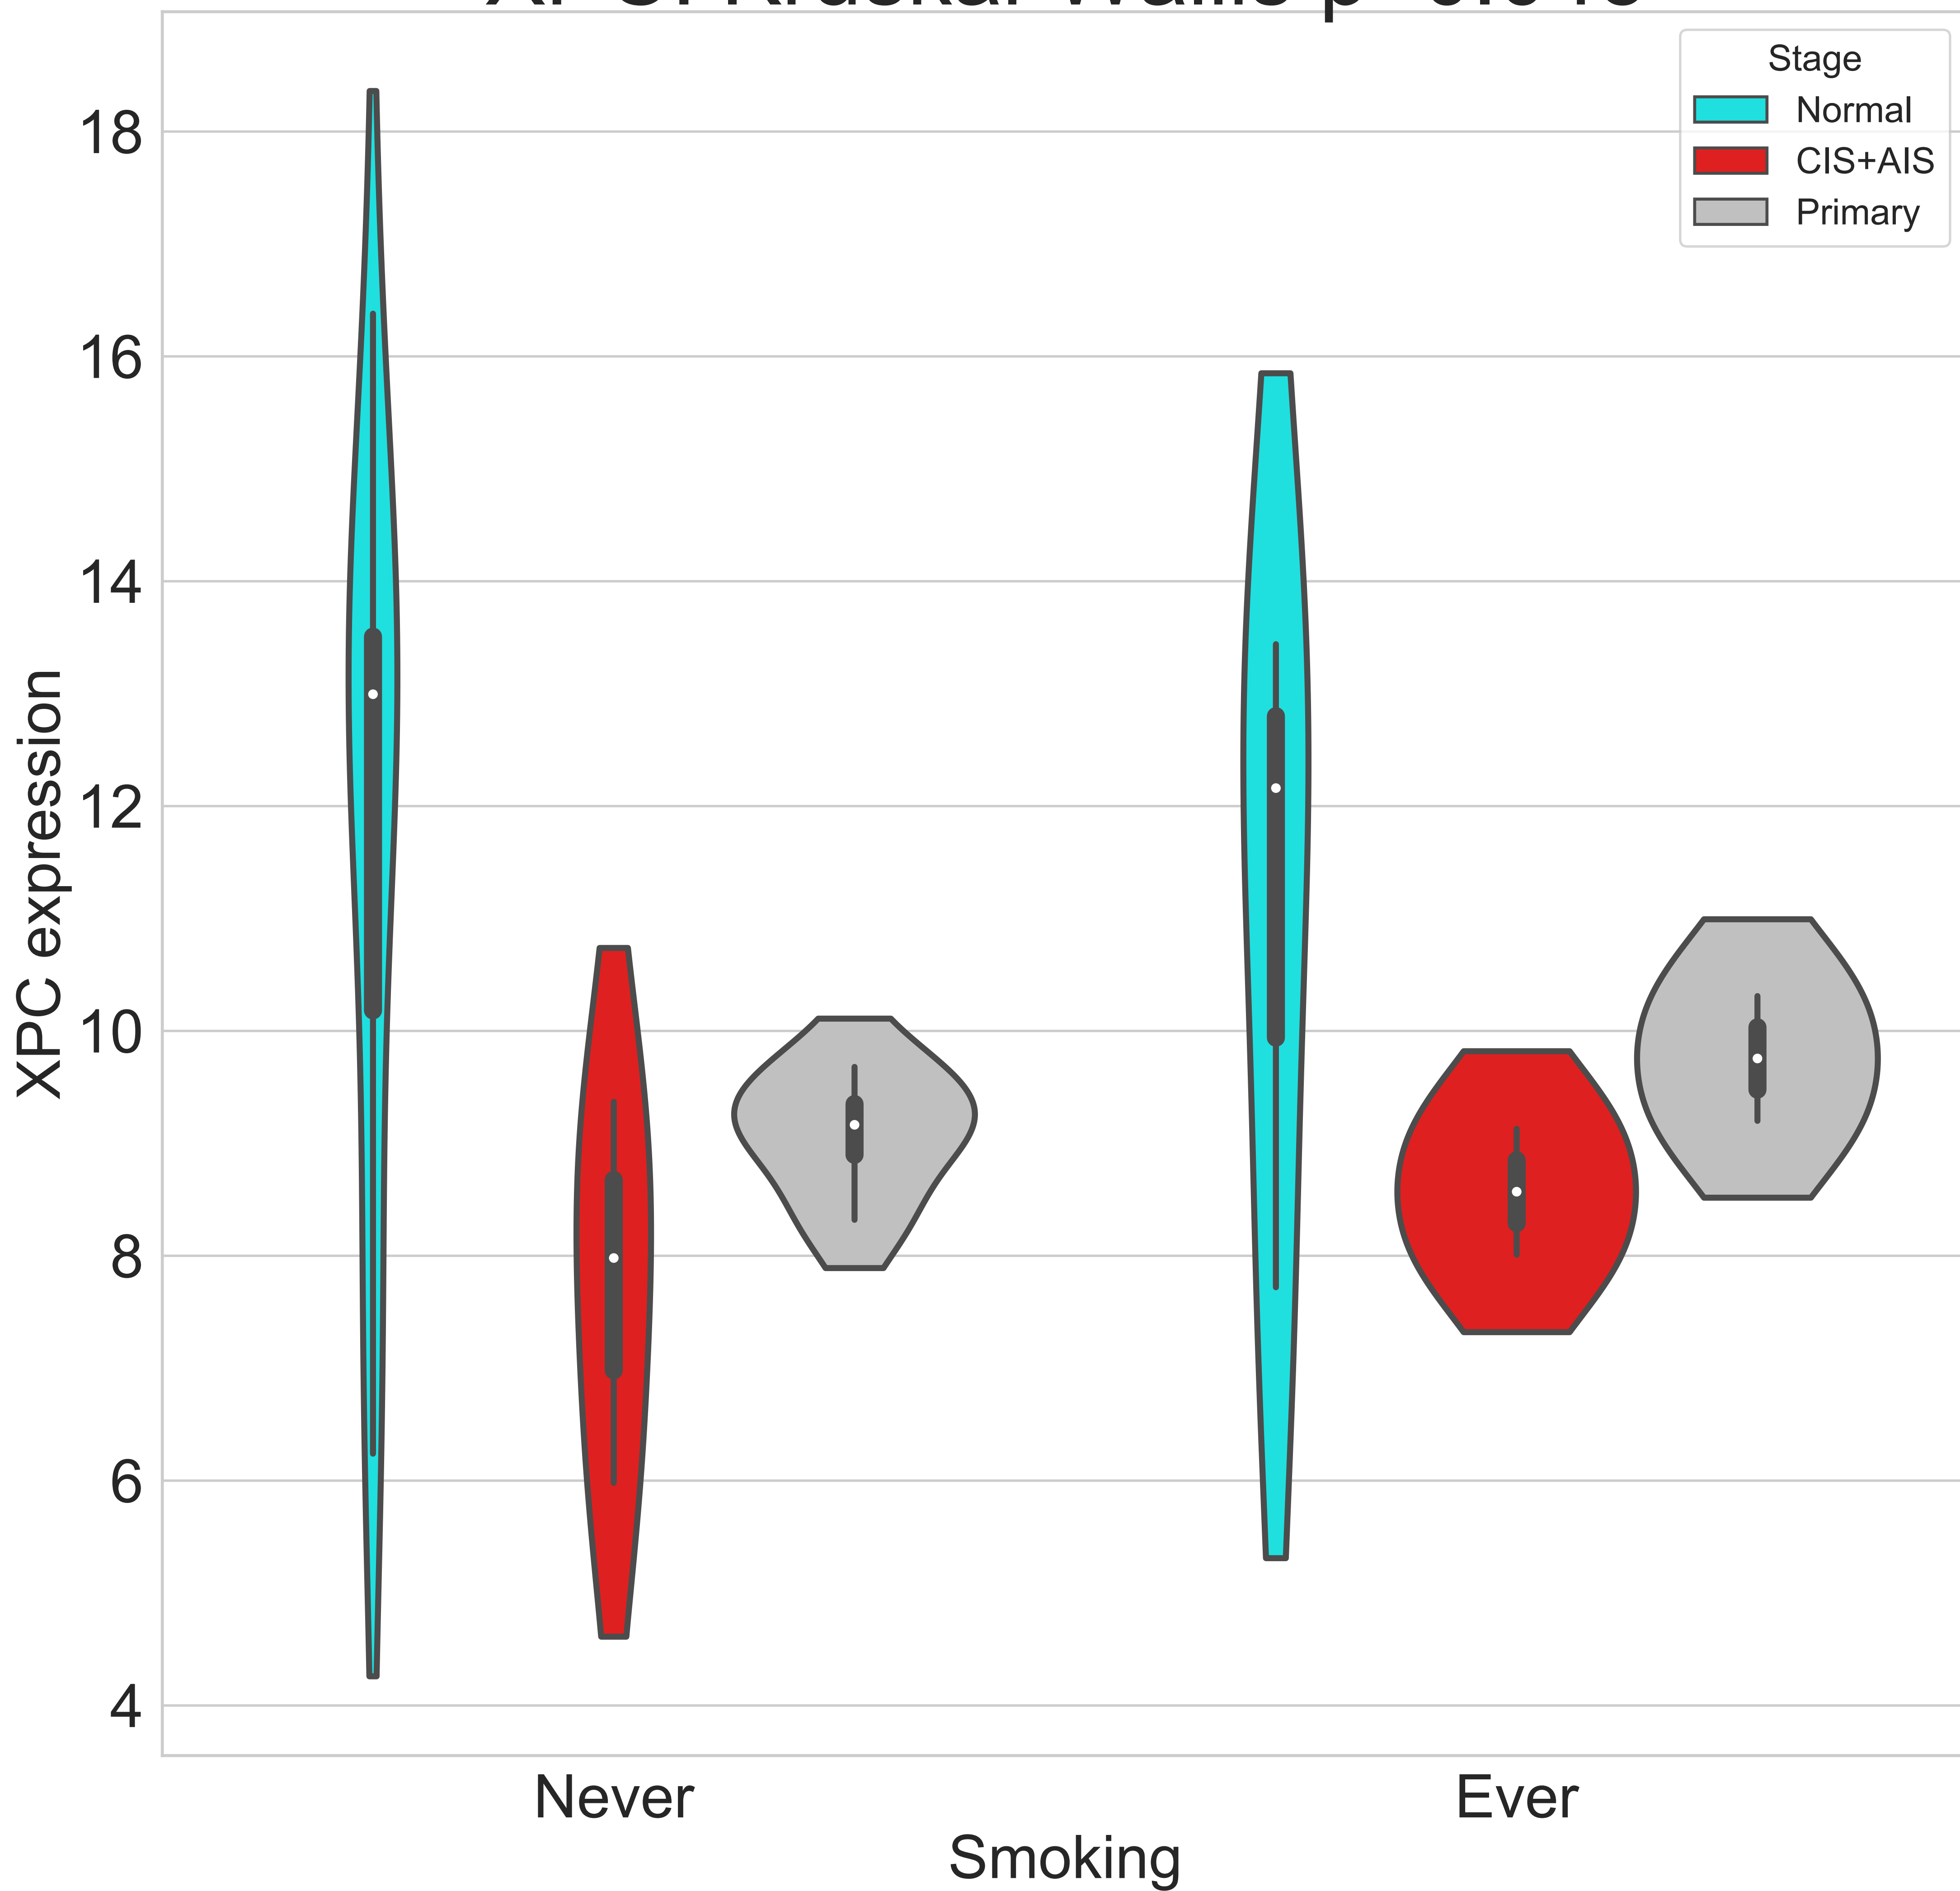 Stage
Normal
CIS+AIS
Primary
18
16
14
12
10
8
6
4
XPC expression
Never
Ever
Smoking